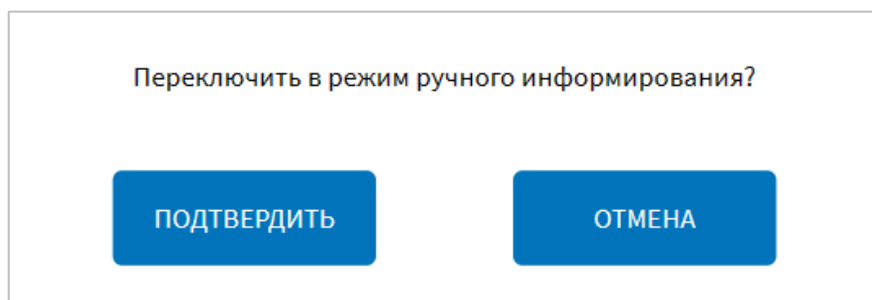 Переключить в режим ручного информирования?
ПОДТВЕРДИТЬ
ОТМЕНА